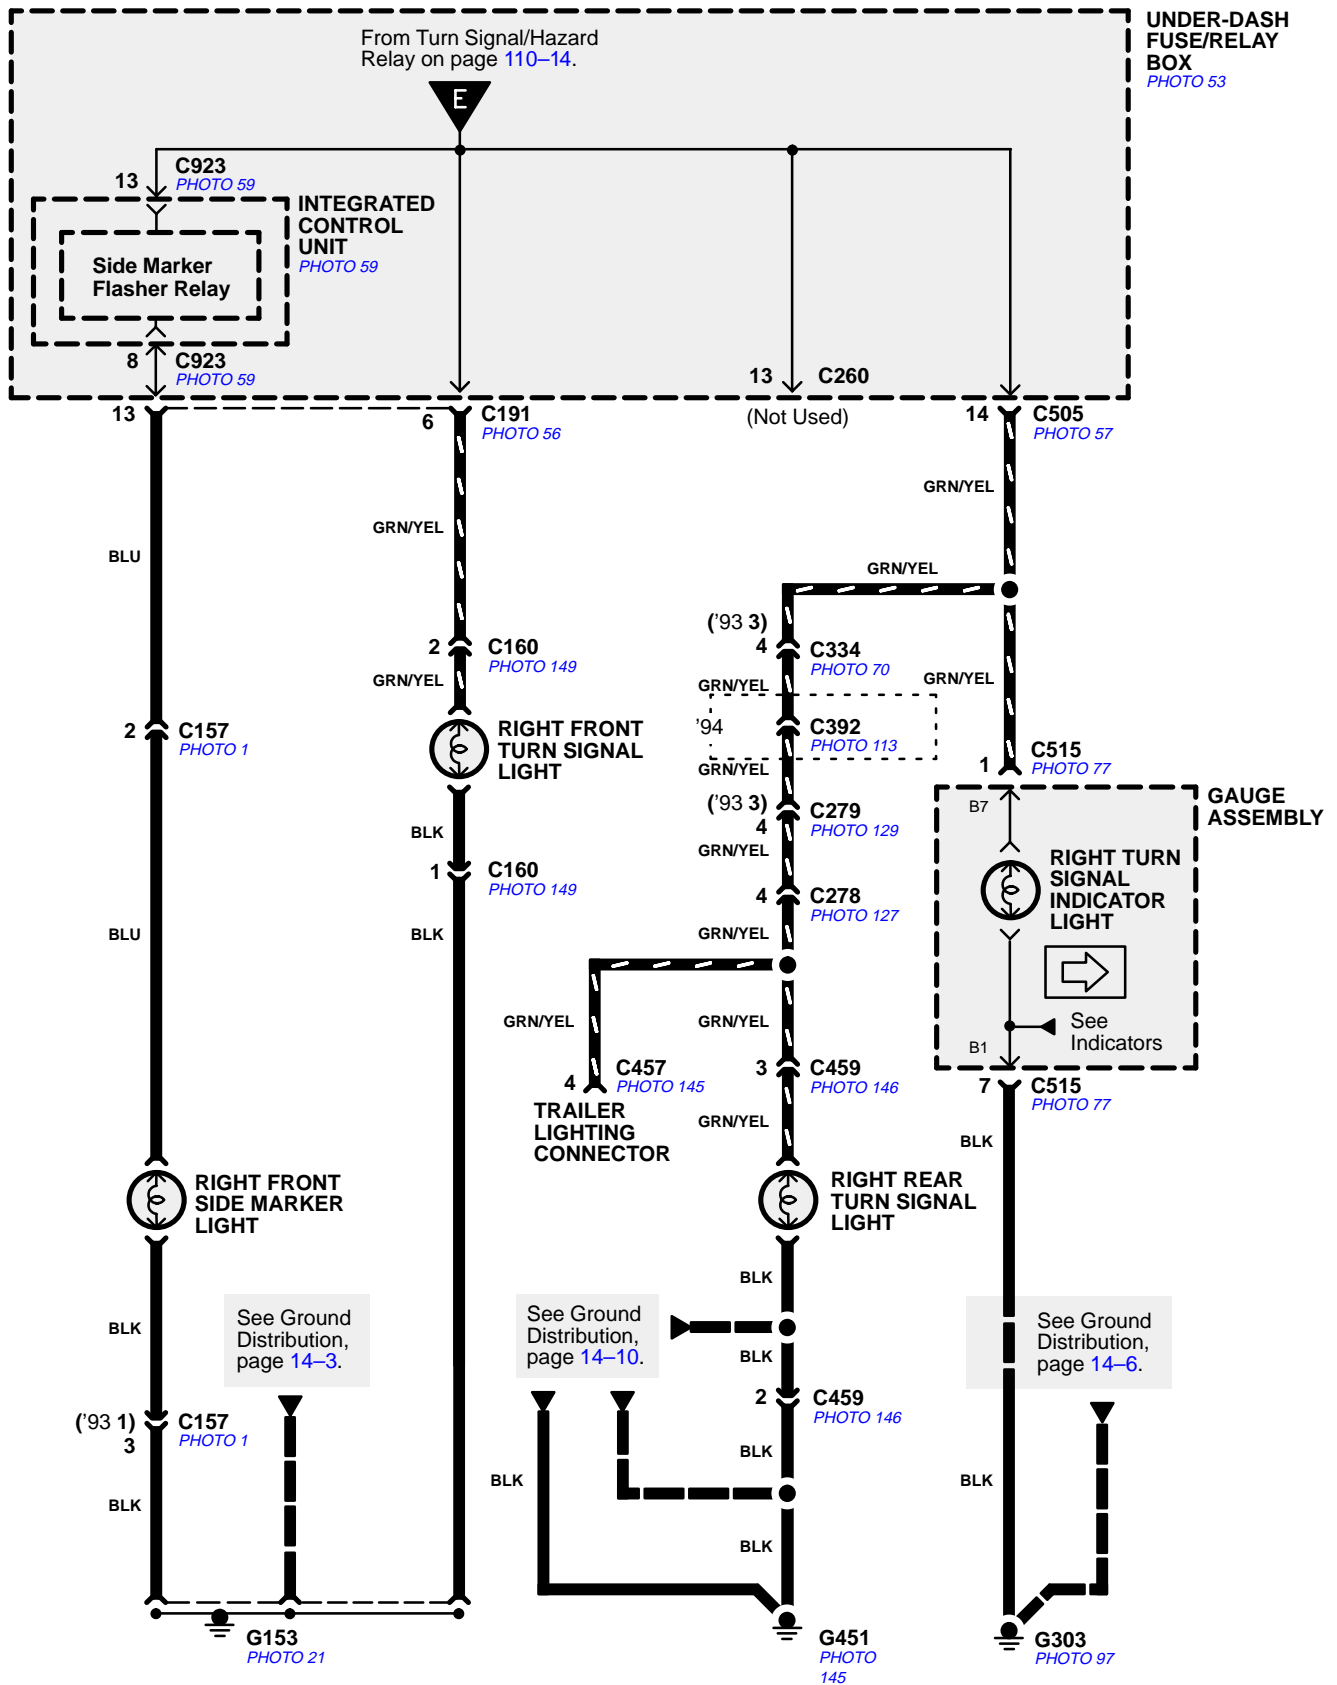 UNDER-DASH
FUSE/RELAY
BOX
PHOTO 53
From Turn Signal/Hazard
Relay on page 110–14.
E
13
C923
PHOTO 59
INTEGRATED
CONTROL
UNIT
PHOTO 59
Side Marker
Flasher Relay
8
C923
PHOTO 59
13 C260
13
6
C191
PHOTO 56
(Not Used)
14
C505
PHOTO 57
GRN/YEL
GRN/YEL
BLU
GRN/YEL
('93 3)
4
C334
PHOTO 70
2
C160
PHOTO 149
GRN/YEL
GRN/YEL
GRN/YEL
2
C157
PHOTO 1
RIGHT FRONT
TURN SIGNAL
LIGHT
'94
C392
PHOTO 113
GRN/YEL
1
C515
PHOTO 77
('93 3)
4
C279
PHOTO 129
GRN/YEL
B7
GAUGE
ASSEMBLY
BLK
1
C160
PHOTO 149
4
C278
PHOTO 127
RIGHT TURN
SIGNAL
INDICATOR
LIGHT
BLU
BLK
GRN/YEL
GRN/YEL
GRN/YEL
See
Indicators
B1
4
C457
PHOTO 145
TRAILER
LIGHTING
CONNECTOR
3
C459
PHOTO 146
GRN/YEL
7
C515
PHOTO 77
BLK
RIGHT FRONT
SIDE MARKER
LIGHT
RIGHT REAR
TURN SIGNAL
LIGHT
BLK
BLK
See Ground
Distribution,
page 14–3.
See Ground
Distribution,
page 14–10.
BLK
See Ground
Distribution,
page 14–6.
('93 1)
3
C157
PHOTO 1
2
C459
PHOTO 146
BLK
BLK
BLK
BLK
BLK
G153
PHOTO 21
G451
PHOTO
145
G303
PHOTO 97